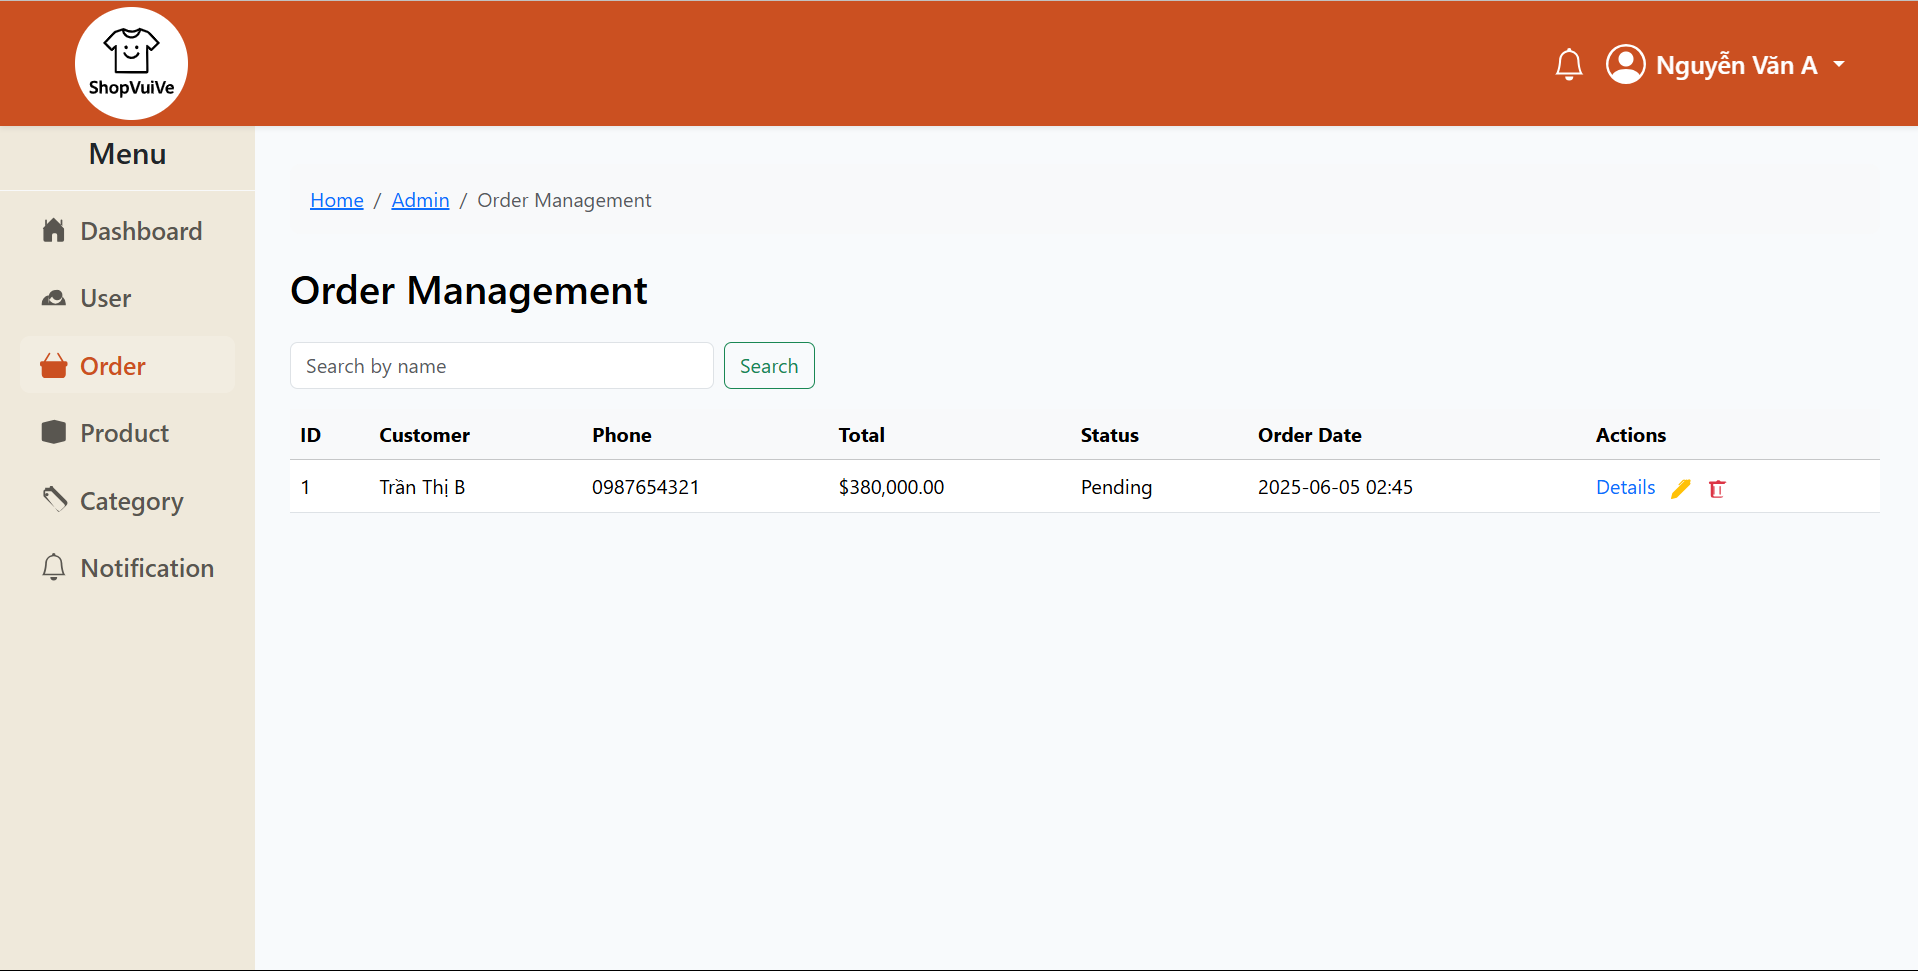 ShopVuiVe
Nguyễn Văn A
Menu
Dashboard
User
Order
Product
Category
Notification
Home / Admin / Order Management
Order Management
Search by name
Search
ID Customer Phone Total Status Order Date Actions
1 Trần Thị B 0987654321 $380,000.00 Pending 2025-06-05 02:45 Details